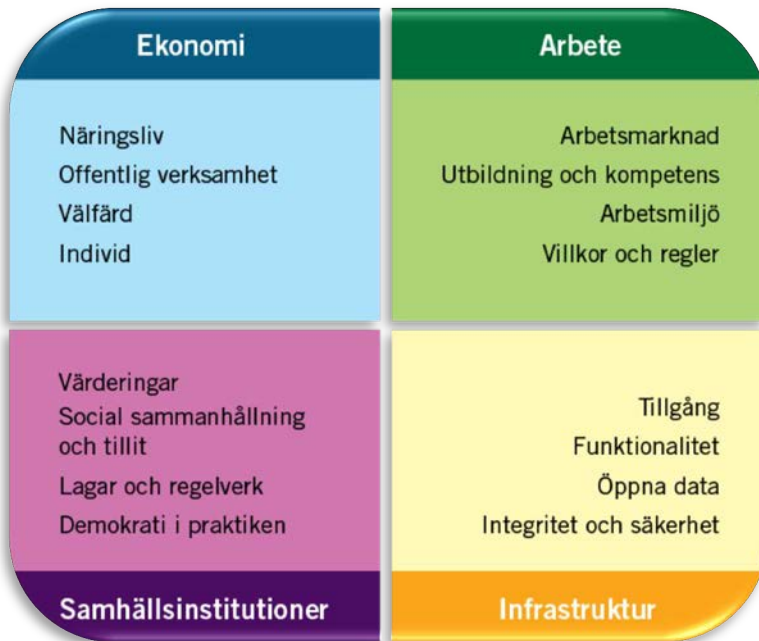 Ekonomi
Näringsliv
Offentlig verksamhet
Välfärd
Individ
Arbete
Arbetsmarknad
Utbildning och kompetens
Arbetsmiljö
Villkor och regler
Värderingar
Social sammanhållning
och tillit
Lagar och regelverk
Demokrati i praktiken
Samhällsinstitutioner
Tillgång
Funktionalitet
Öppna data
Integritet och säkerhet
Infrastruktur